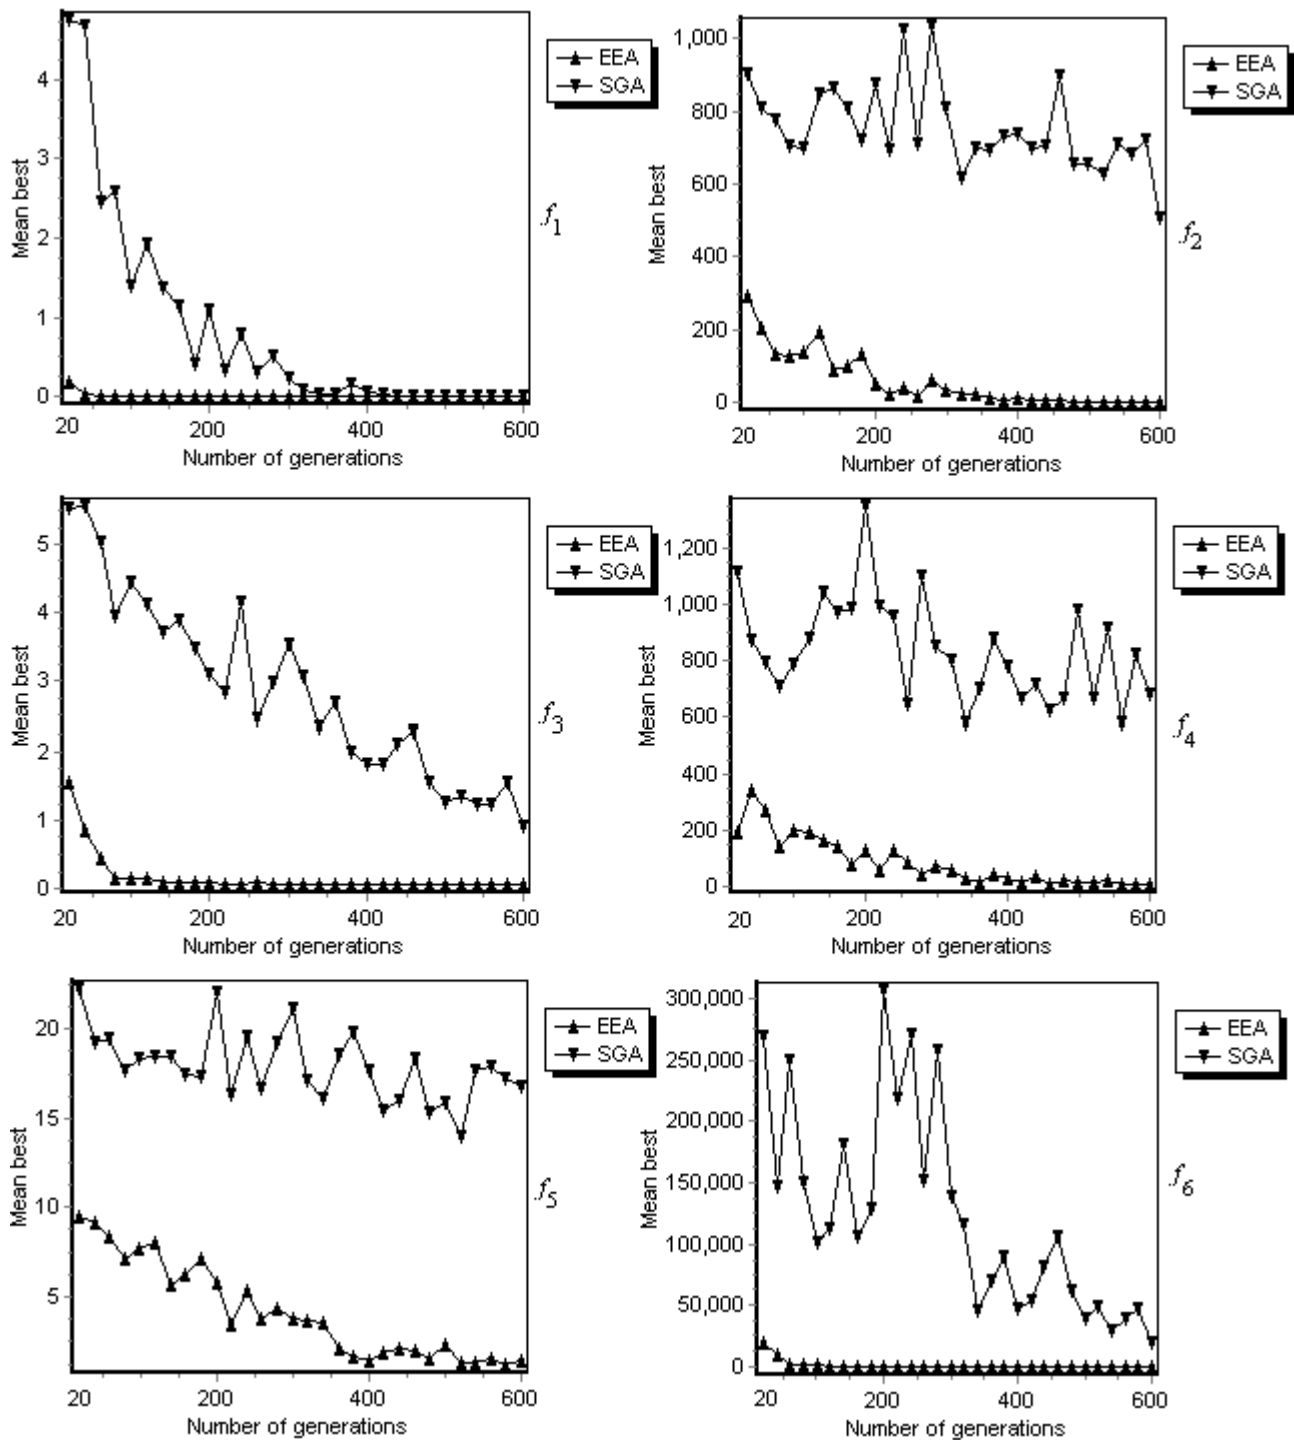 4
3
2
1
0
Mean best
20
200
400
600
Number of generations
EEA
SGA
f1
1,000
800
600
400
200
0
Mean best
20
200
400
600
Number of generations
EEA
SGA
f2
5
4
3
2
1
0
Mean best
20
200
400
600
Number of generations
EEA
SGA
f3
1,200
1,000
800
600
400
200
0
Mean best
20
200
400
600
Number of generations
EEA
SGA
f4
20
15
10
5
Mean best
20
200
400
600
Number of generations
EEA
SGA
f5
300,000
250,000
200,000
150,000
100,000
50,000
0
Mean best
20
200
400
600
Number of generations
EEA
SGA
f6